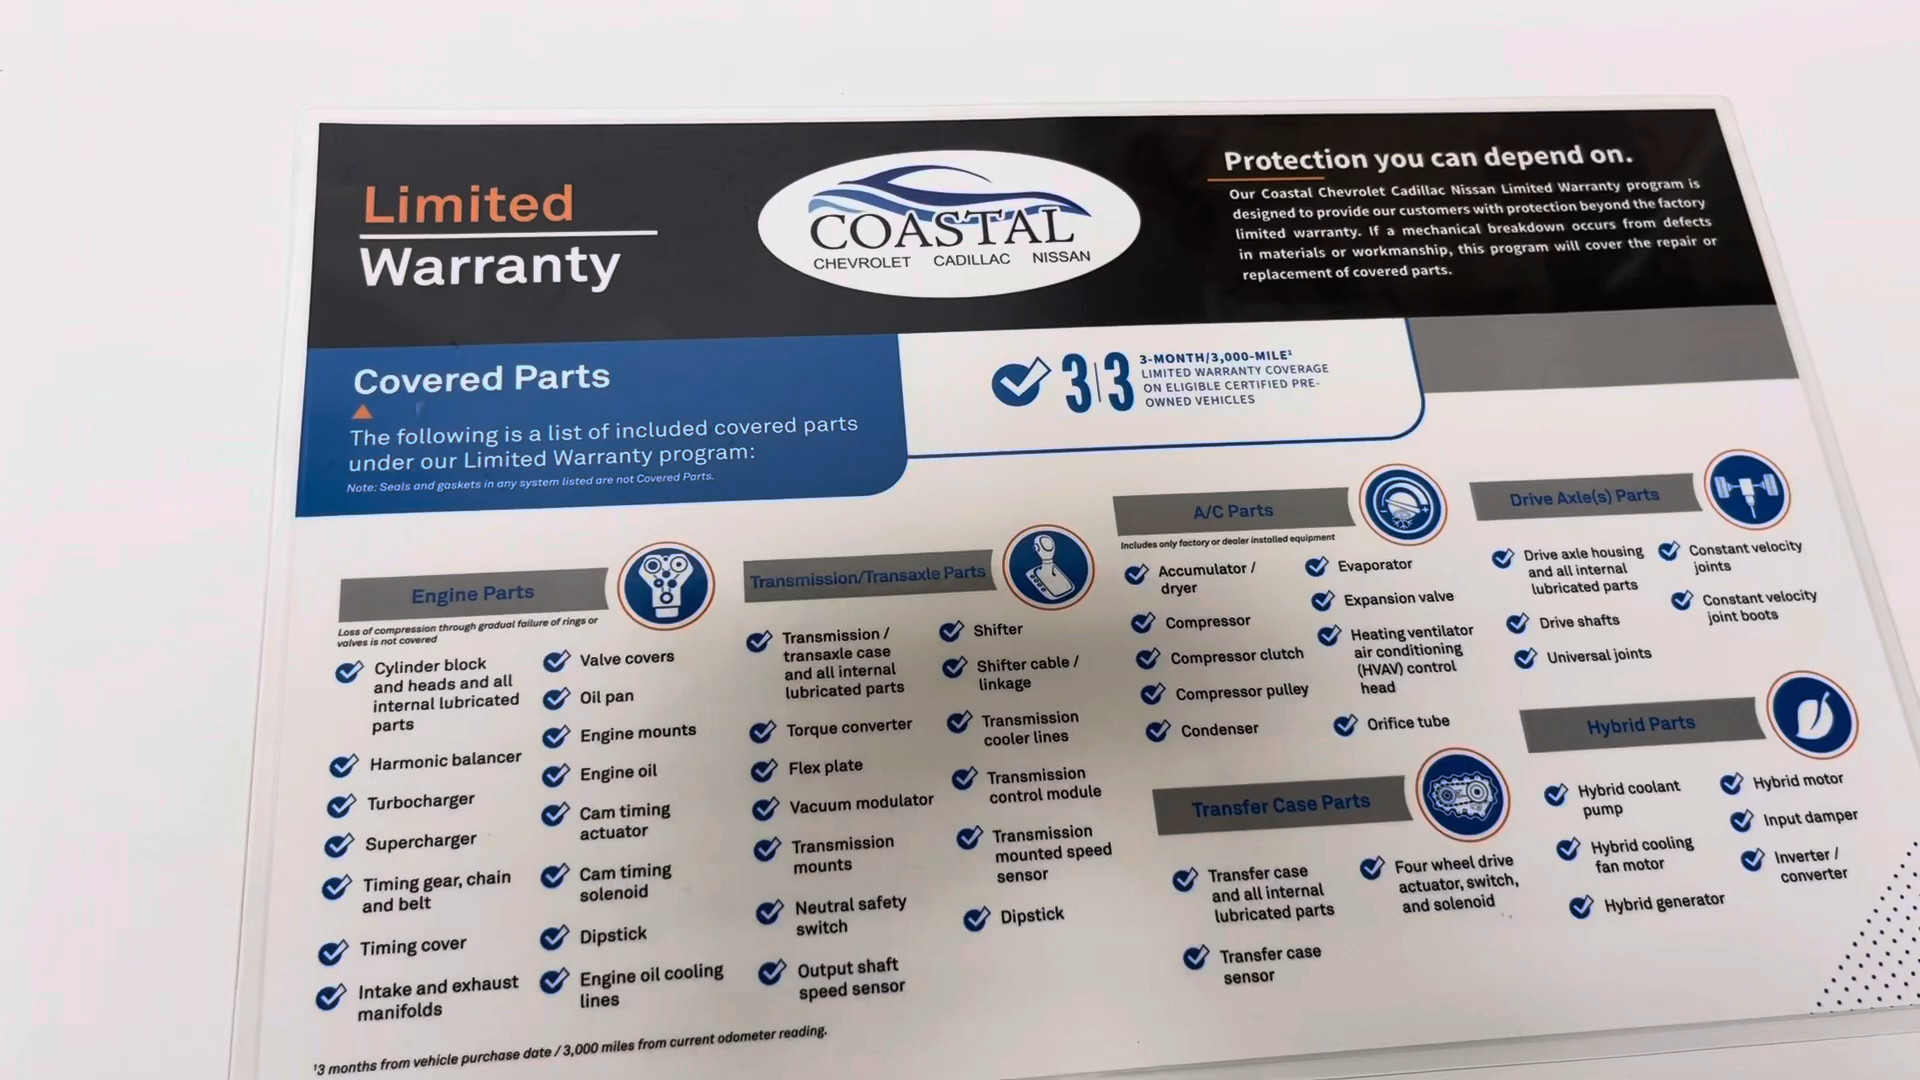 Limited
Warranty
COASTAL
CHEVROLET CADILLAC NISSAN
Protection you can depend on.
Our Coastal Chevrolet Cadillac Nissan Limited Warranty program is
designed to provide our customers with protection beyond the factory
limited warranty. If a mechanical breakdown occurs from defects
in materials or workmanship, this program will cover the repair or
replacement of covered parts.
Covered Parts
The following is a list of included covered parts
under our Limited Warranty program:
Note: Seals and gaskets in any system listed are not Covered Parts.
3|3
3-MONTH/3,000-MILE¹
LIMITED WARRANTY COVERAGE
ON ELIGIBLE CERTIFIED PRE-
OWNED VEHICLES
Engine Parts
Loss of compression through gradual failure of rings or
valves is not covered
Cylinder block
and heads and all
internal lubricated
parts
Harmonic balancer
Turbocharger
Supercharger
Timing gear, chain
and belt
Timing cover
Intake and exhaust
manifolds
Valve covers
Oil pan
Engine mounts
Engine oil
Cam timing
actuator
Cam timing
solenoid
Dipstick
Engine oil cooling
lines
Transmission/Transaxle Parts
Transmission /
transaxle case
and all internal
lubricated parts
Torque converter
Flex plate
Vacuum modulator
Transmission
mounts
Neutral safety
switch
Output shaft
speed sensor
Shifter
Shifter cable /
linkage
Transmission
cooler lines
Transmission
control module
Transmission
mounted speed
sensor
Dipstick
A/C Parts
Includes only factory or dealer installed equipment
Accumulator /
dryer
Compressor
Compressor clutch
Compressor pulley
Condenser
Evaporator
Expansion valve
Heating ventilator
air conditioning
(HVAV) control
head
Orifice tube
Drive Axle(s) Parts
Drive axle housing
and all internal
lubricated parts
Drive shafts
Universal joints
Constant velocity
joints
Constant velocity
joint boots
Transfer Case Parts
Transfer case
and all internal
lubricated parts
Transfer case
sensor
Four wheel drive
actuator, switch,
and solenoid
Hybrid Parts
Hybrid coolant
pump
Hybrid cooling
fan motor
Hybrid generator
Hybrid motor
Input damper
Inverter /
converter
¹3 months from vehicle purchase date / 3,000 miles from current odometer reading.